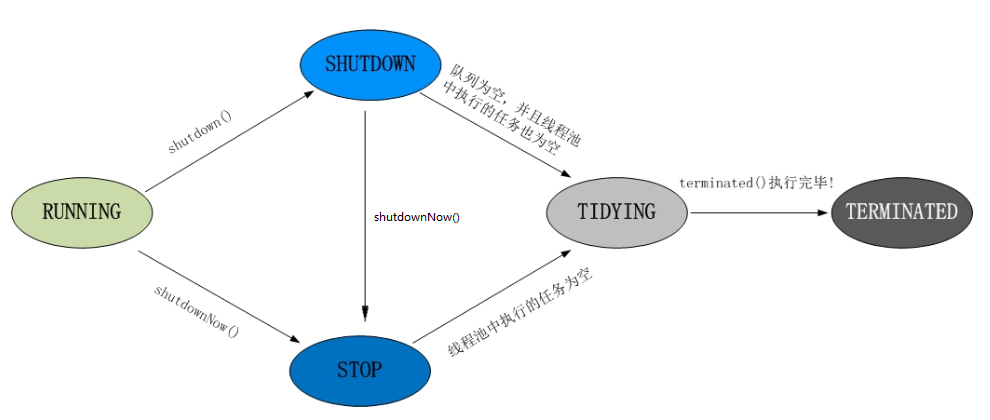 SHUTDOWN
队列为空，并且线程池
中执行的任务也为空
shutdown()
terminated()执行完毕!
RUNNING
shutdownNow()
TIDYING
TERMINATED
shutdownNow()
线程池中执行的任务为空
STOP